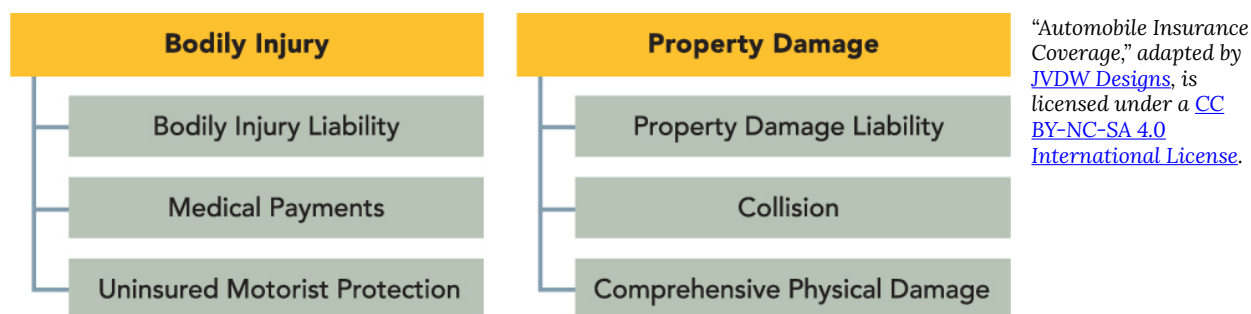 Bodily Injury
Bodily Injury Liability
Medical Payments
Uninsured Motorist Protection
Property Damage
Property Damage Liability
Collision
Comprehensive Physical Damage
“Automobile Insurance
Coverage,” adapted by
JVDW Designs, is
licensed under a CC
BY-NC-SA 4.0
International License.